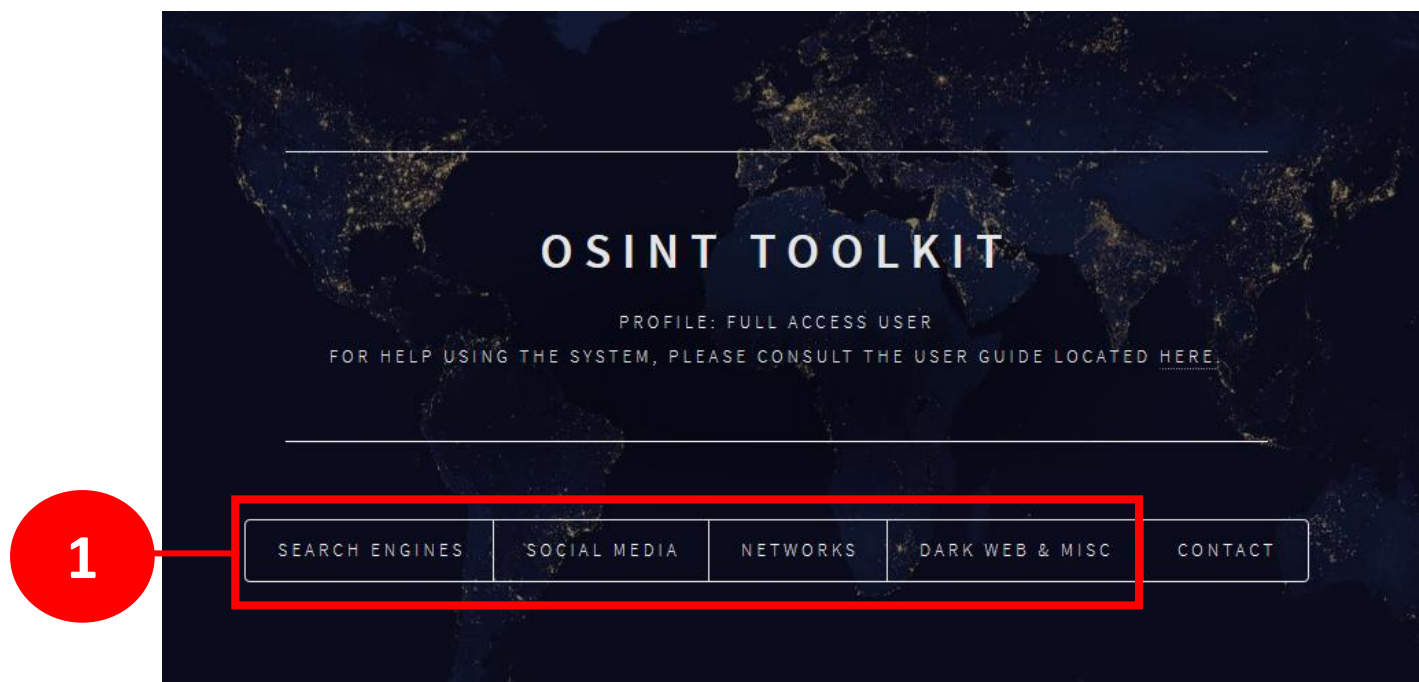 OSINT TOOLKIT
PROFILE: FULL ACCESS USER
FOR HELP USING THE SYSTEM, PLEASE CONSULT THE USER GUIDE LOCATED HERE.
1
SEARCH ENGINES SOCIAL MEDIA NETWORKS DARK WEB & MISC CONTACT